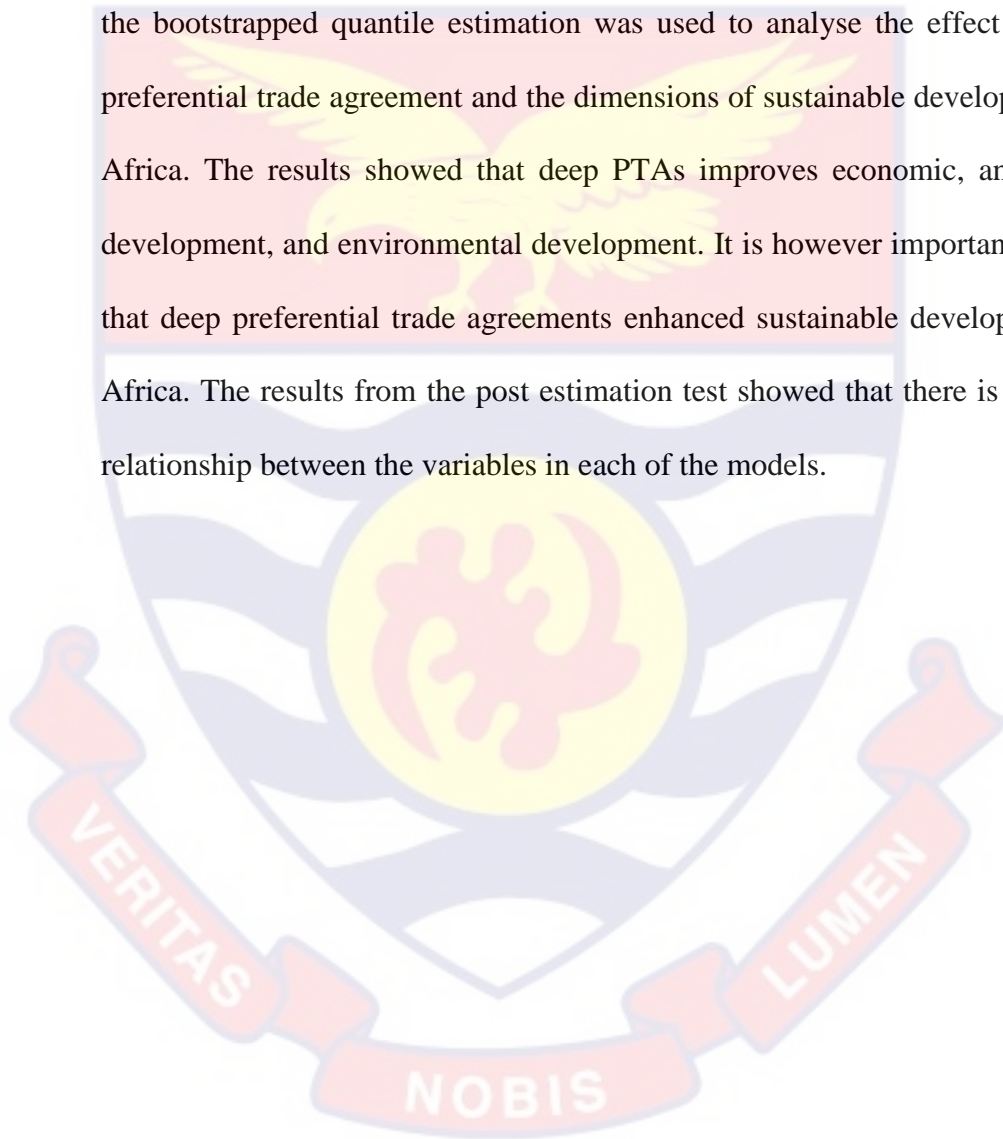 the bootstrapped quantile estimation was used to analyse the effect
preferential trade agreement and the dimensions of sustainable develop
Africa. The results showed that deep PTAs improves economic, an
development, and environmental development. It is however importan
that deep preferential trade agreements enhanced sustainable develop
Africa. The results from the post estimation test showed that there is
relationship between the variables in each of the models.
VERITAS
NOBIS
LUMEN